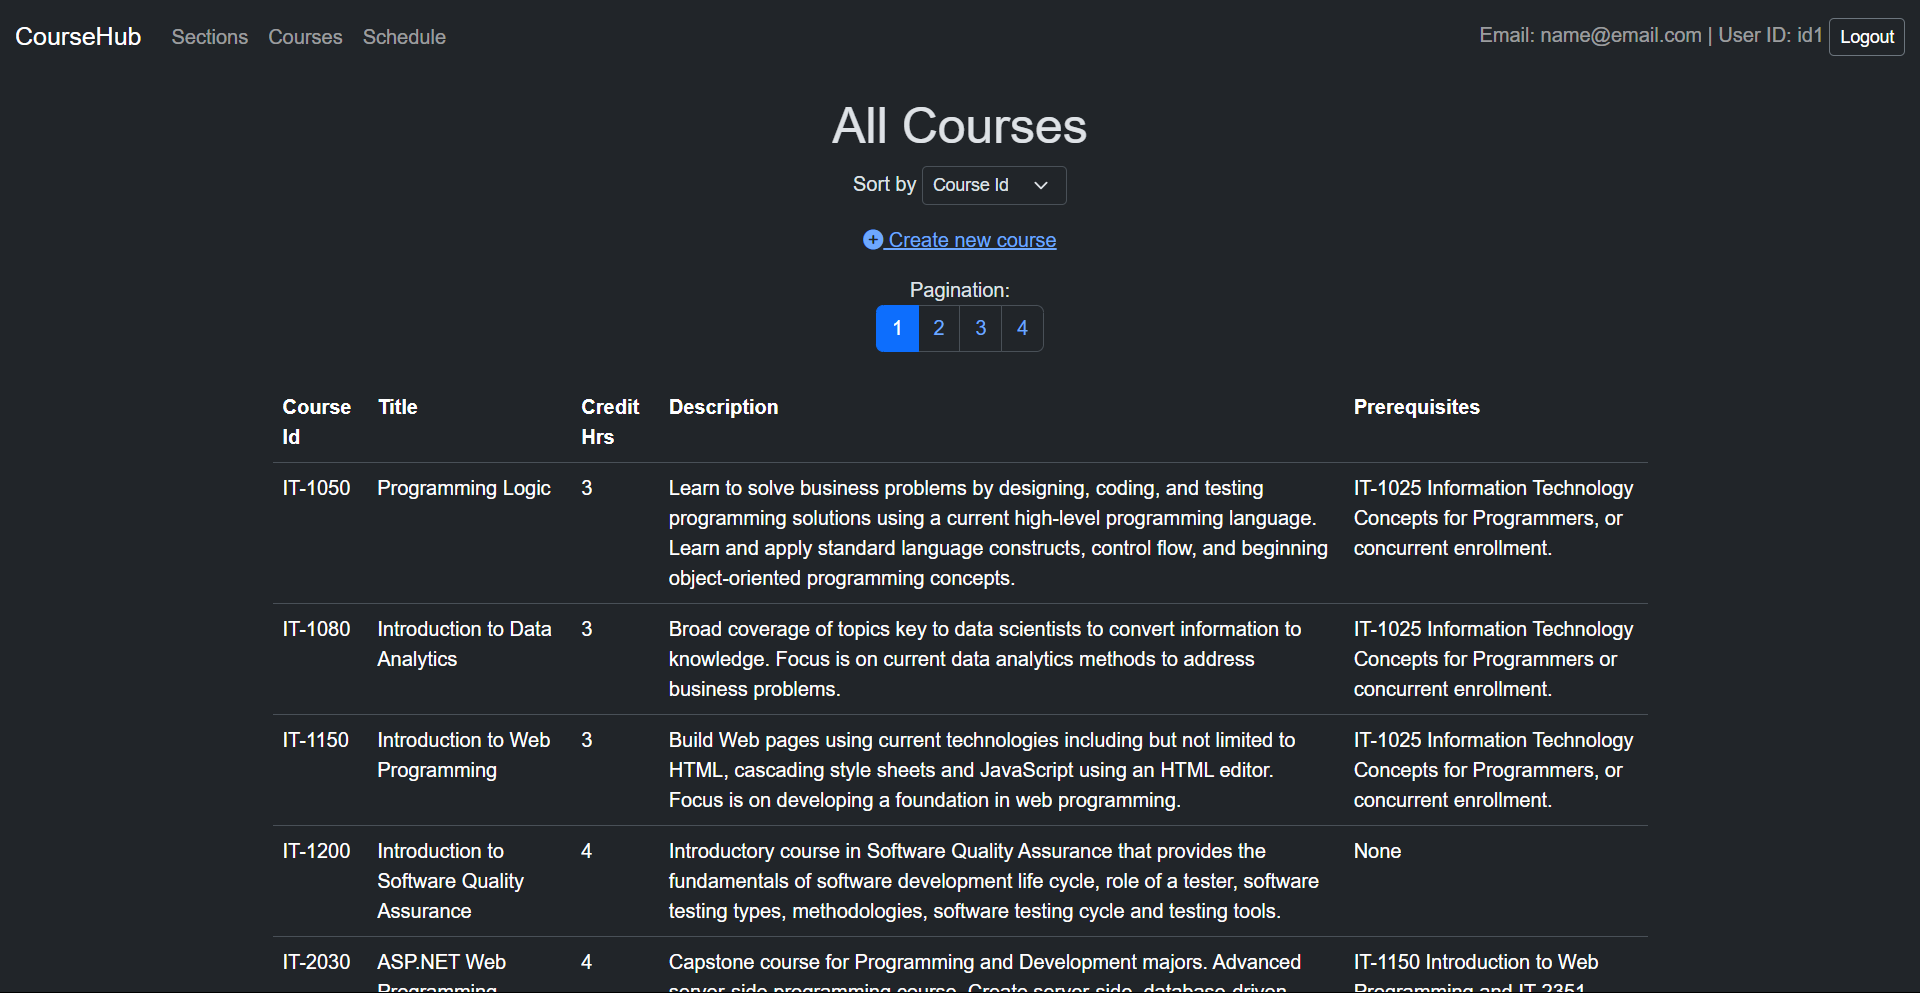 CourseHub Sections Courses Schedule Email: name@email.com | User ID: id1 Logout
All Courses
Sort by Course Id
Create new course
Pagination:
1 2 3 4
Course Title Credit Description Prerequisites
Id Hrs
IT-1050 Programming Logic 3 Learn to solve business problems by designing, coding, and testing IT-1025 Information Technology
programming solutions using a current high-level programming language. Concepts for Programmers, or
Learn and apply standard language constructs, control flow, and beginning concurrent enrollment.
object-oriented programming concepts.
IT-1080 Introduction to Data 3 Broad coverage of topics key to data scientists to convert information to IT-1025 Information Technology
Analytics knowledge. Focus is on current data analytics methods to address Concepts for Programmers or
business problems. concurrent enrollment.
IT-1150 Introduction to Web 3 Build Web pages using current technologies including but not limited to IT-1025 Information Technology
Programming HTML, cascading style sheets and JavaScript using an HTML editor. Concepts for Programmers, or
Focus is on developing a foundation in web programming. concurrent enrollment.
IT-1200 Introduction to 4 Introductory course in Software Quality Assurance that provides the None
Software Quality fundamentals of software development life cycle, role of a tester, software
Assurance testing types, methodologies, software testing cycle and testing tools.
IT-2030 ASP.NET Web 4 Capstone course for Programming and Development majors. Advanced IT-1150 Introduction to Web
Programming server-side programming course. Create server-side, database-driven Programming and IT-2351